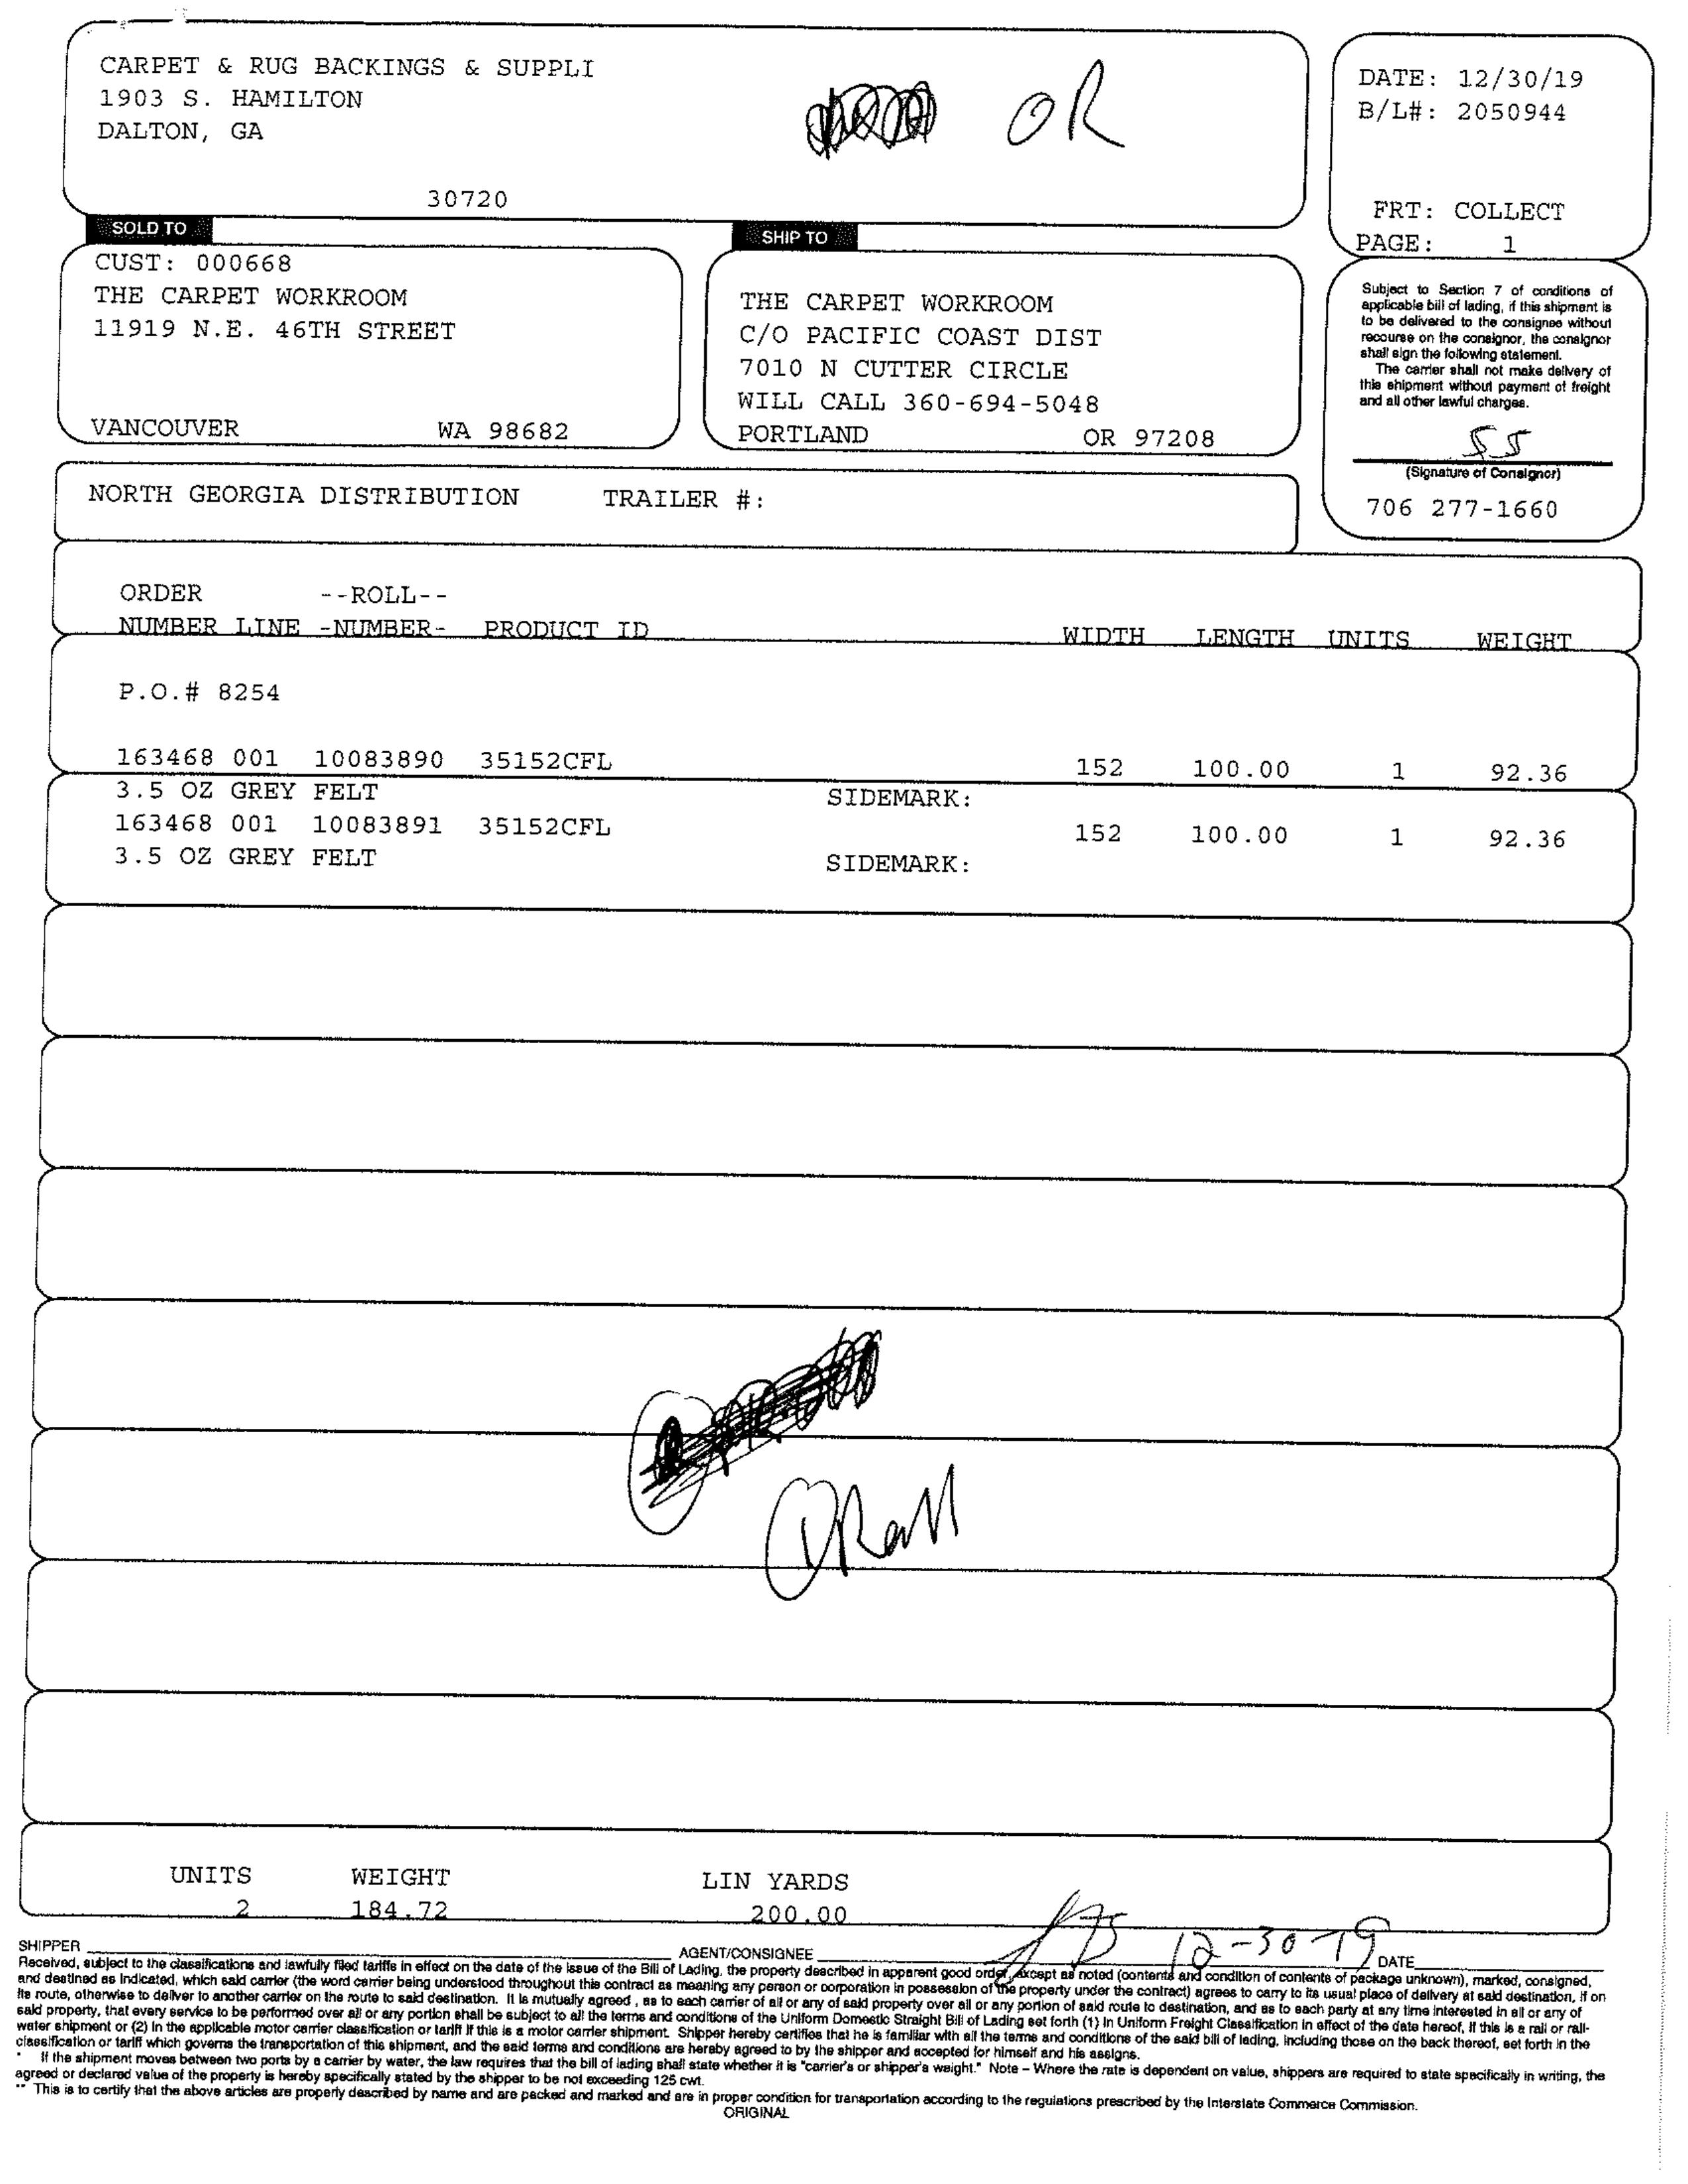 CARPET & RUG BACKINGS & SUPPLI
1903 S. HAMILTON
DALTON, GA
30720
OR
DATE: 12/30/19
B/L#: 2050944
FRT: COLLECT
PAGE: 1
SOLD TO
CUST: 000668
THE CARPET WORKROOM
11919 N.E. 46TH STREET
VANCOUVER WA 98682
SHIP TO
THE CARPET WORKROOM
C/O PACIFIC COAST DIST
7010 N CUTTER CIRCLE
WILL CALL 360-694-5048
PORTLAND OR 97208
Subject to Section 7 of conditions of
applicable bill of lading, if this shipment is
to be delivered to the consignee without
recourse on the consignor, the consignor
shall sign the following statement.
The carrier shall not make delivery of
this shipment without payment of freight
and all other lawful charges.
SS
(Signature of Consignor)
706 277-1660
NORTH GEORGIA DISTRIBUTION TRAILER #:
ORDER --ROLL--
NUMBER LINE -NUMBER- PRODUCT ID WIDTH LENGTH UNITS WEIGHT
P.O.# 8254
163468 001 10083890 35152CFL 152 100.00 1 92.36
3.5 OZ GREY FELT SIDEMARK:
163468 001 10083891 35152CFL 152 100.00 1 92.36
3.5 OZ GREY FELT SIDEMARK:
UNITS WEIGHT LIN YARDS
2 184.72 200.00
12-30-19
SHIPPER AGENT/CONSIGNEE DATE
Received, subject to the classifications and lawfully filed tariffs in effect on the date of the issue of the Bill of Lading, the property described in apparent good order, except as noted (contents and condition of contents of package unknown), marked, consigned,
and destined as indicated, which said carrier (the word carrier being understood throughout this contract as meaning any person or corporation in possession of the property under the contract) agrees to carry to its usual place of delivery at said destination, if on
its route, otherwise to deliver to another carrier on the route to said destination. It is mutually agreed , as to each carrier of all or any of said property over all or any portion of said route to destination, and as to each party at any time interested in all or any of
said property, that every service to be performed over all or any portion shall be subject to all the terms and conditions of the Uniform Domestic Straight Bill of Lading set forth (1) in Uniform Freight Classification in effect of the date hereof, if this is a rail or rail-
water shipment or (2) in the applicable motor carrier classification or tariff if this is a motor carrier shipment. Shipper hereby certifies that he is familiar with all the terms and conditions of the said bill of lading, including those on the back thereof, set forth in the
classification or tariff which governs the transportation of this shipment, and the said terms and conditions are hereby agreed to by the shipper and accepted for himself and his assigns.
* If the shipment moves between two ports by a carrier by water, the law requires that the bill of lading shall state whether it is "carrier's or shipper's weight." Note – Where the rate is dependent on value, shippers are required to state specifically in writing, the
agreed or declared value of the property is hereby specifically stated by the shipper to be not exceeding 125 cwt.
** This is to certify that the above articles are properly described by name and are packed and marked and are in proper condition for transportation according to the regulations prescribed by the Interstate Commerce Commission.
ORIGINAL